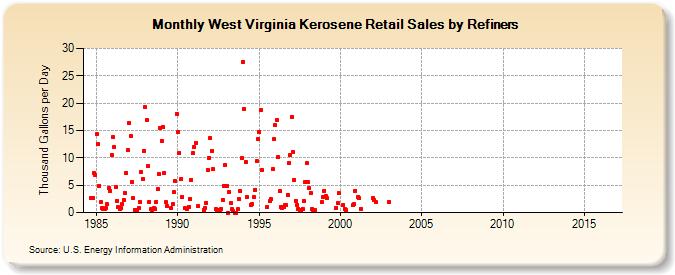 Monthly West Virginia Kerosene Retail Sales by Refiners
Thousand Gallons per Day
30
25
20
15
10
5
0
1985 1990 1995 2000 2005 2010 2015
Source: U.S. Energy Information Administration